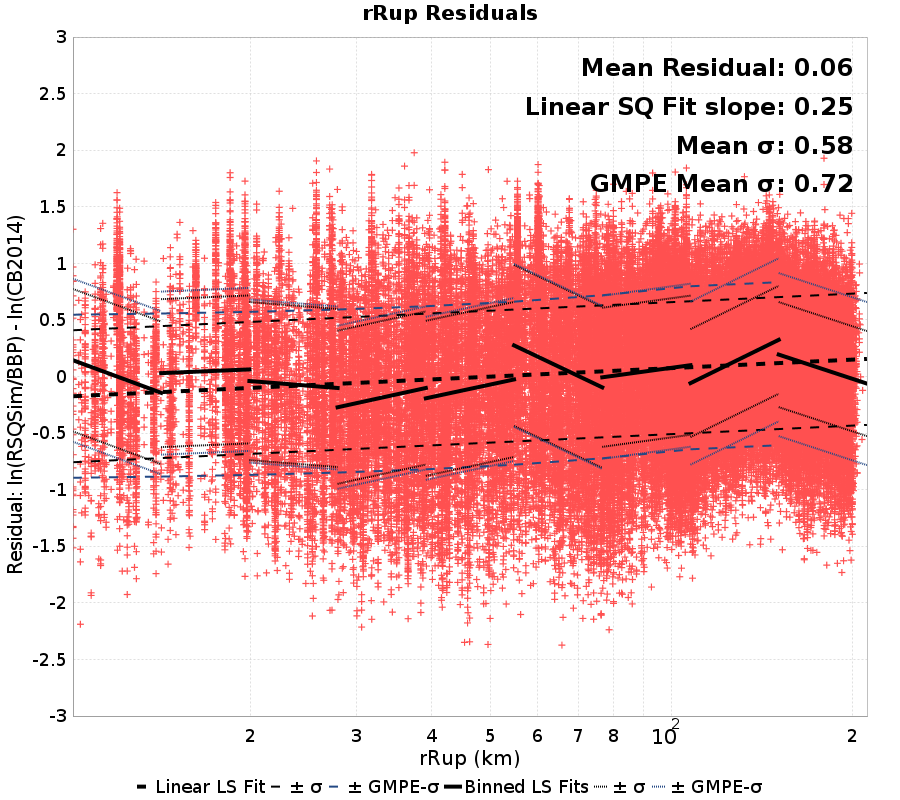 rRup Residuals
Mean Residual: 0.06
Linear SQ Fit slope: 0.25
Mean σ: 0.58
GMPE Mean σ: 0.72
Residual: ln(RSQSim/BBP) - ln(CB2014)
3
2.5
2
1.5
1
0.5
0
-0.5
-1
-1.5
-2
-2.5
-3
2 3 4 5 6 7 8 10² 2
rRup (km)
Linear LS Fit ± σ ± GMPE-σ Binned LS Fits ± σ ± GMPE-σ